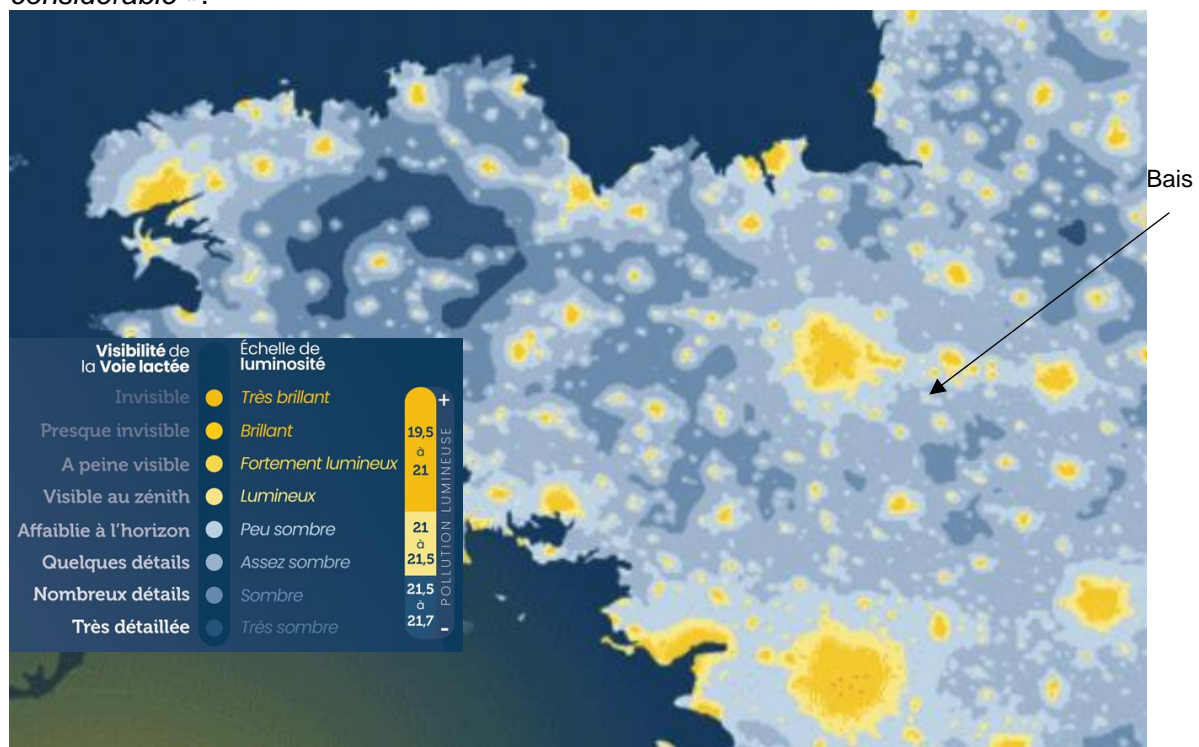 considerable » :
Bais
Visibilité de
la Voie lactée
Échelle de
luminosité
Invisible
Très brillant
Presque invisible
Brillant
A peine visible
Fortement lumineux
Visible au zénith
Lumineux
Affaiblie à l'horizon
Peu sombre
Quelques détails
Assez sombre
Nombreux détails
Sombre
Très détaillée
Très sombre
+
19,5
à
21
21
à
21,5
21,5
à
21,7
-
POLLUTION LUMINEUSE